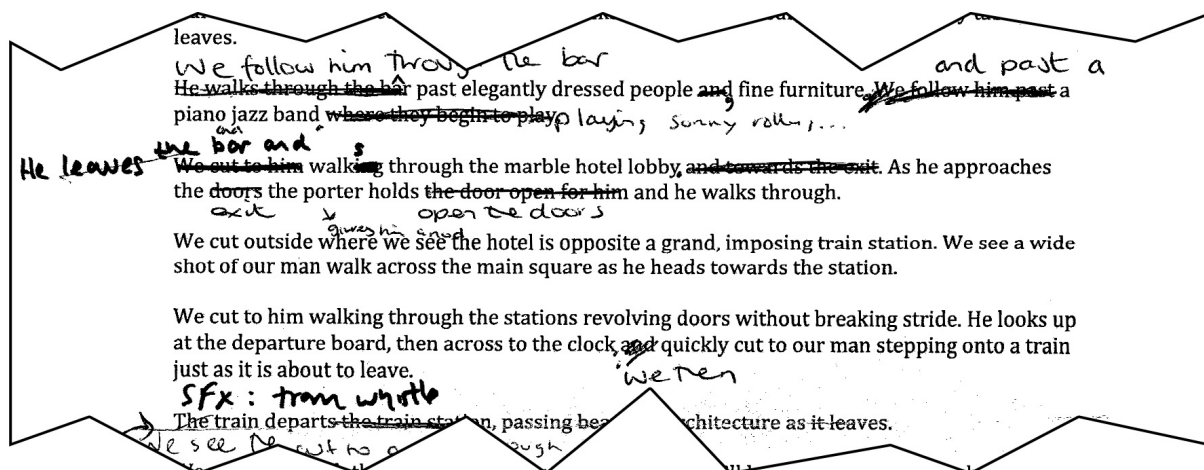 leaves.
We follow him through the bar and past a
He walks through the bar past elegantly dressed people and, fine furniture. We follow him past a
piano jazz band where they begin to play playing sonny rollins...
and
the bar and s
He leaves We cut to him walking through the marble hotel lobby, and towards the exit. As he approaches
the doors the porter holds the door open for him and he walks through.
exit open the doors
gives him a nod
We cut outside where we see the hotel is opposite a grand, imposing train station. We see a wide
shot of our man walk across the main square as he heads towards the station.
We cut to him walking through the stations revolving doors without breaking stride. He looks up
at the departure board, then across to the clock, and quickly cut to our man stepping onto a train
just as it is about to leave.
we then
SFX: train whistle
The train departs the train station, passing architecture as it leaves.
We see the cut to